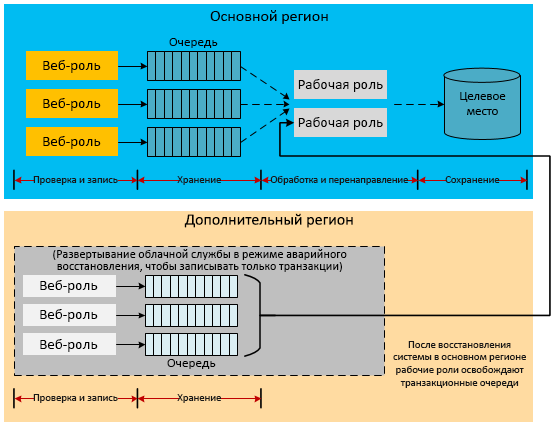 Основной регион
Очередь
Веб-роль
Веб-роль
Веб-роль
Рабочая роль
Рабочая роль
Целевое
место
Проверка и запись
Хранение
Обработка и перенаправление
Сохранение
Дополнительный регион
(Развертывание облачной службы в режиме аварийного
восстановления, чтобы записывать только транзакции)
Веб-роль
Веб-роль
Веб-роль
Очередь
После восстановления
системы в основном регионе
рабочие роли освобождают
транзакционные очереди
Проверка и запись
Хранение